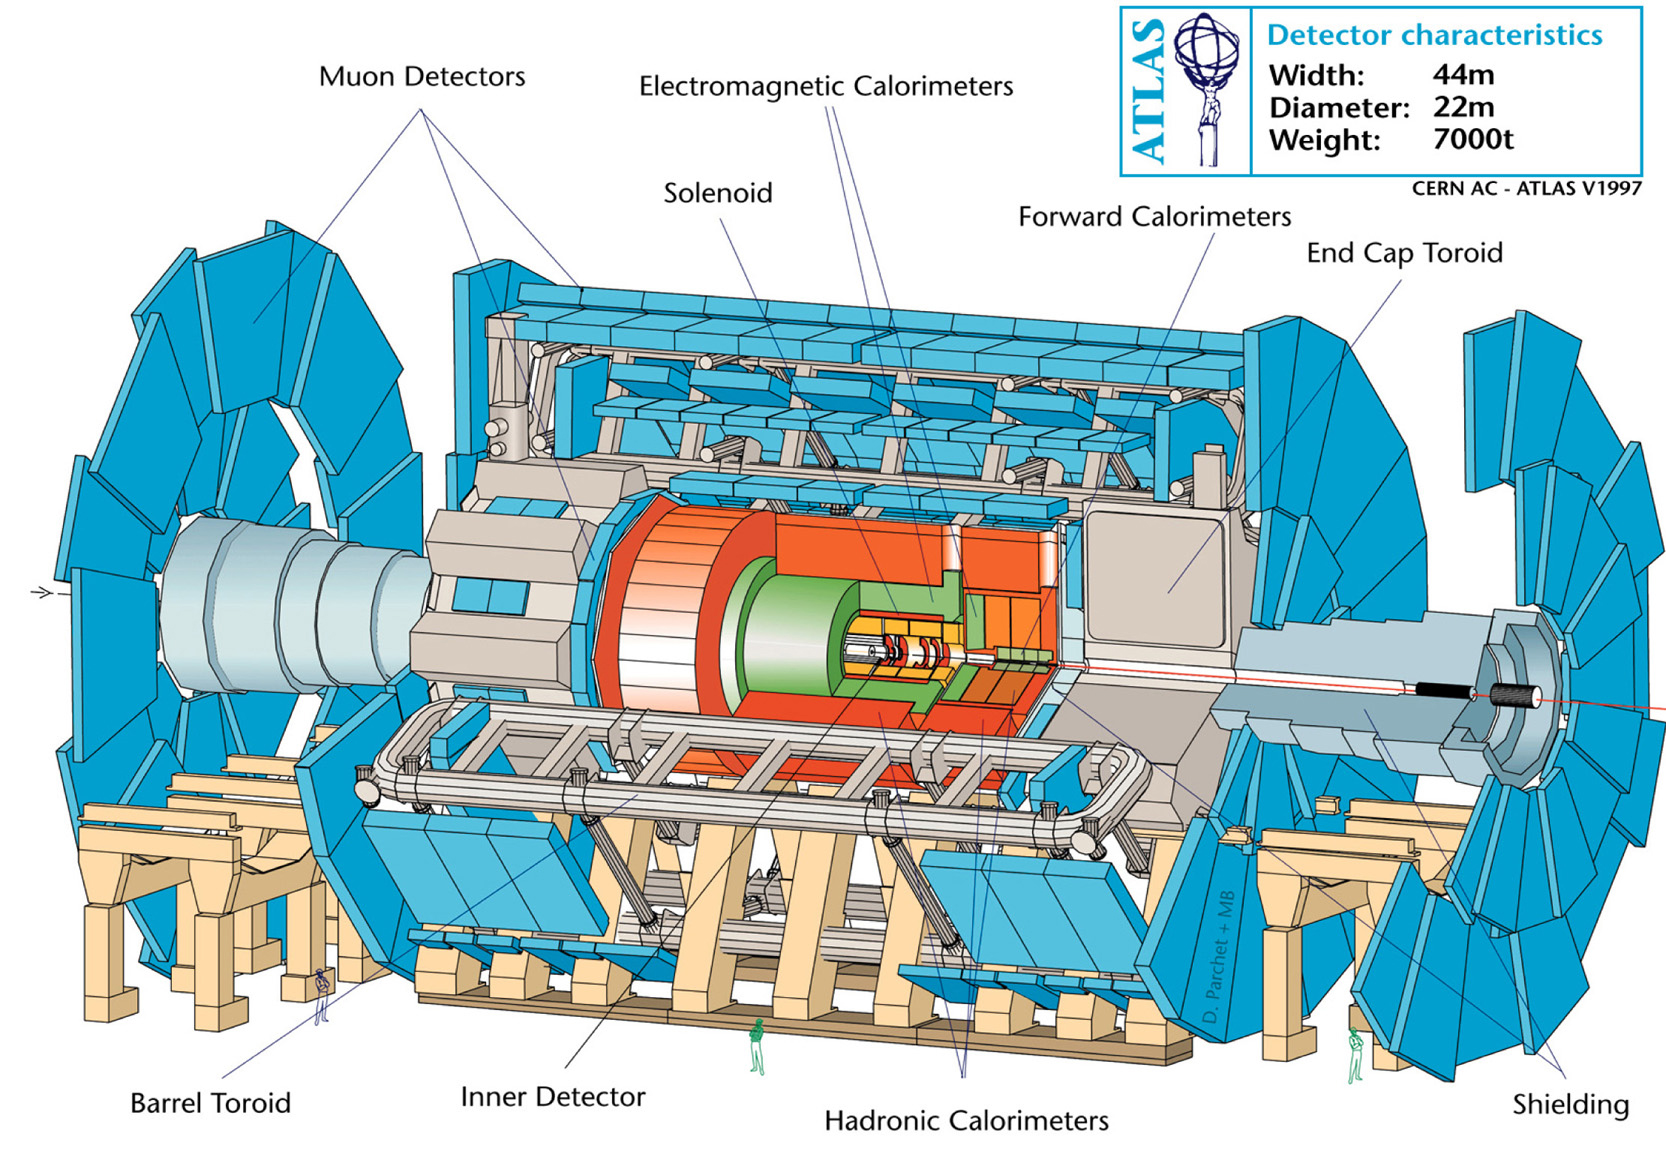 ATLAS
Detector characteristics
Width: 44m
Diameter: 22m
Weight: 7000t
CERN AC - ATLAS V1997
Muon Detectors
Electromagnetic Calorimeters
Solenoid
Forward Calorimeters
End Cap Toroid
D. Parchet + MB
Barrel Toroid
Inner Detector
Hadronic Calorimeters
Shielding